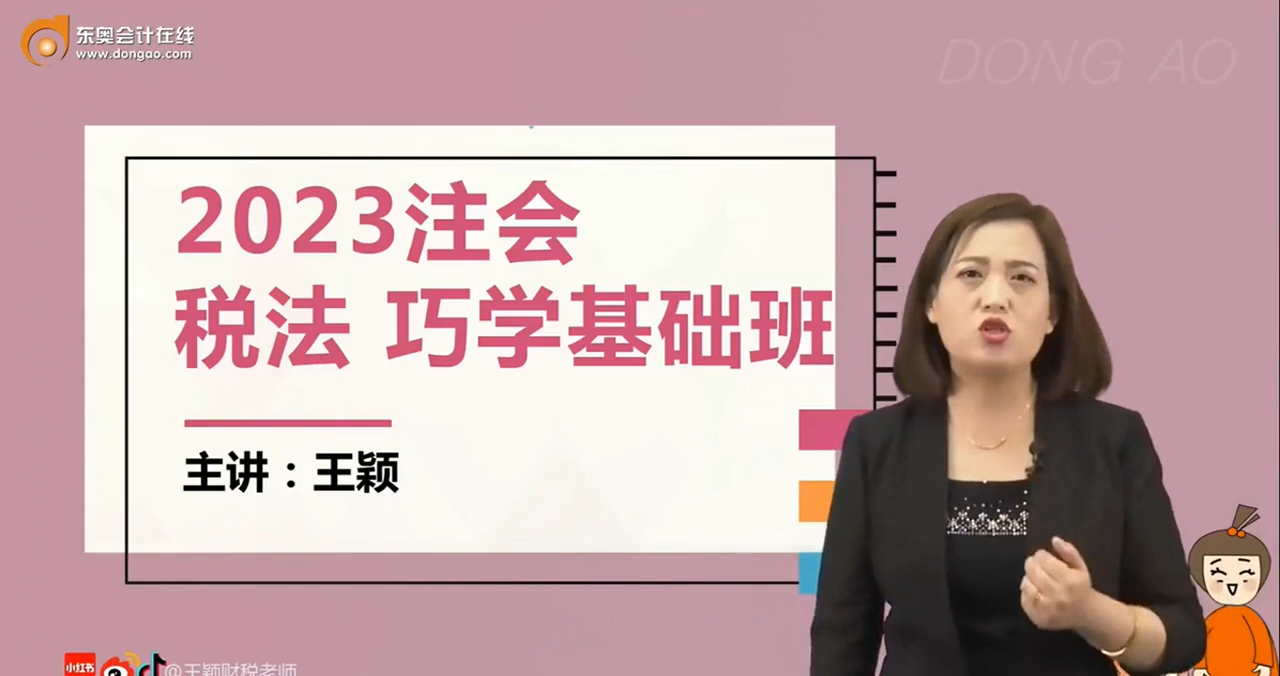 东奥会计在线
www.dongao.com
DONG AO
2023注会
税法 巧学基础班
主讲：王颖
小红书
@王颖财税老师